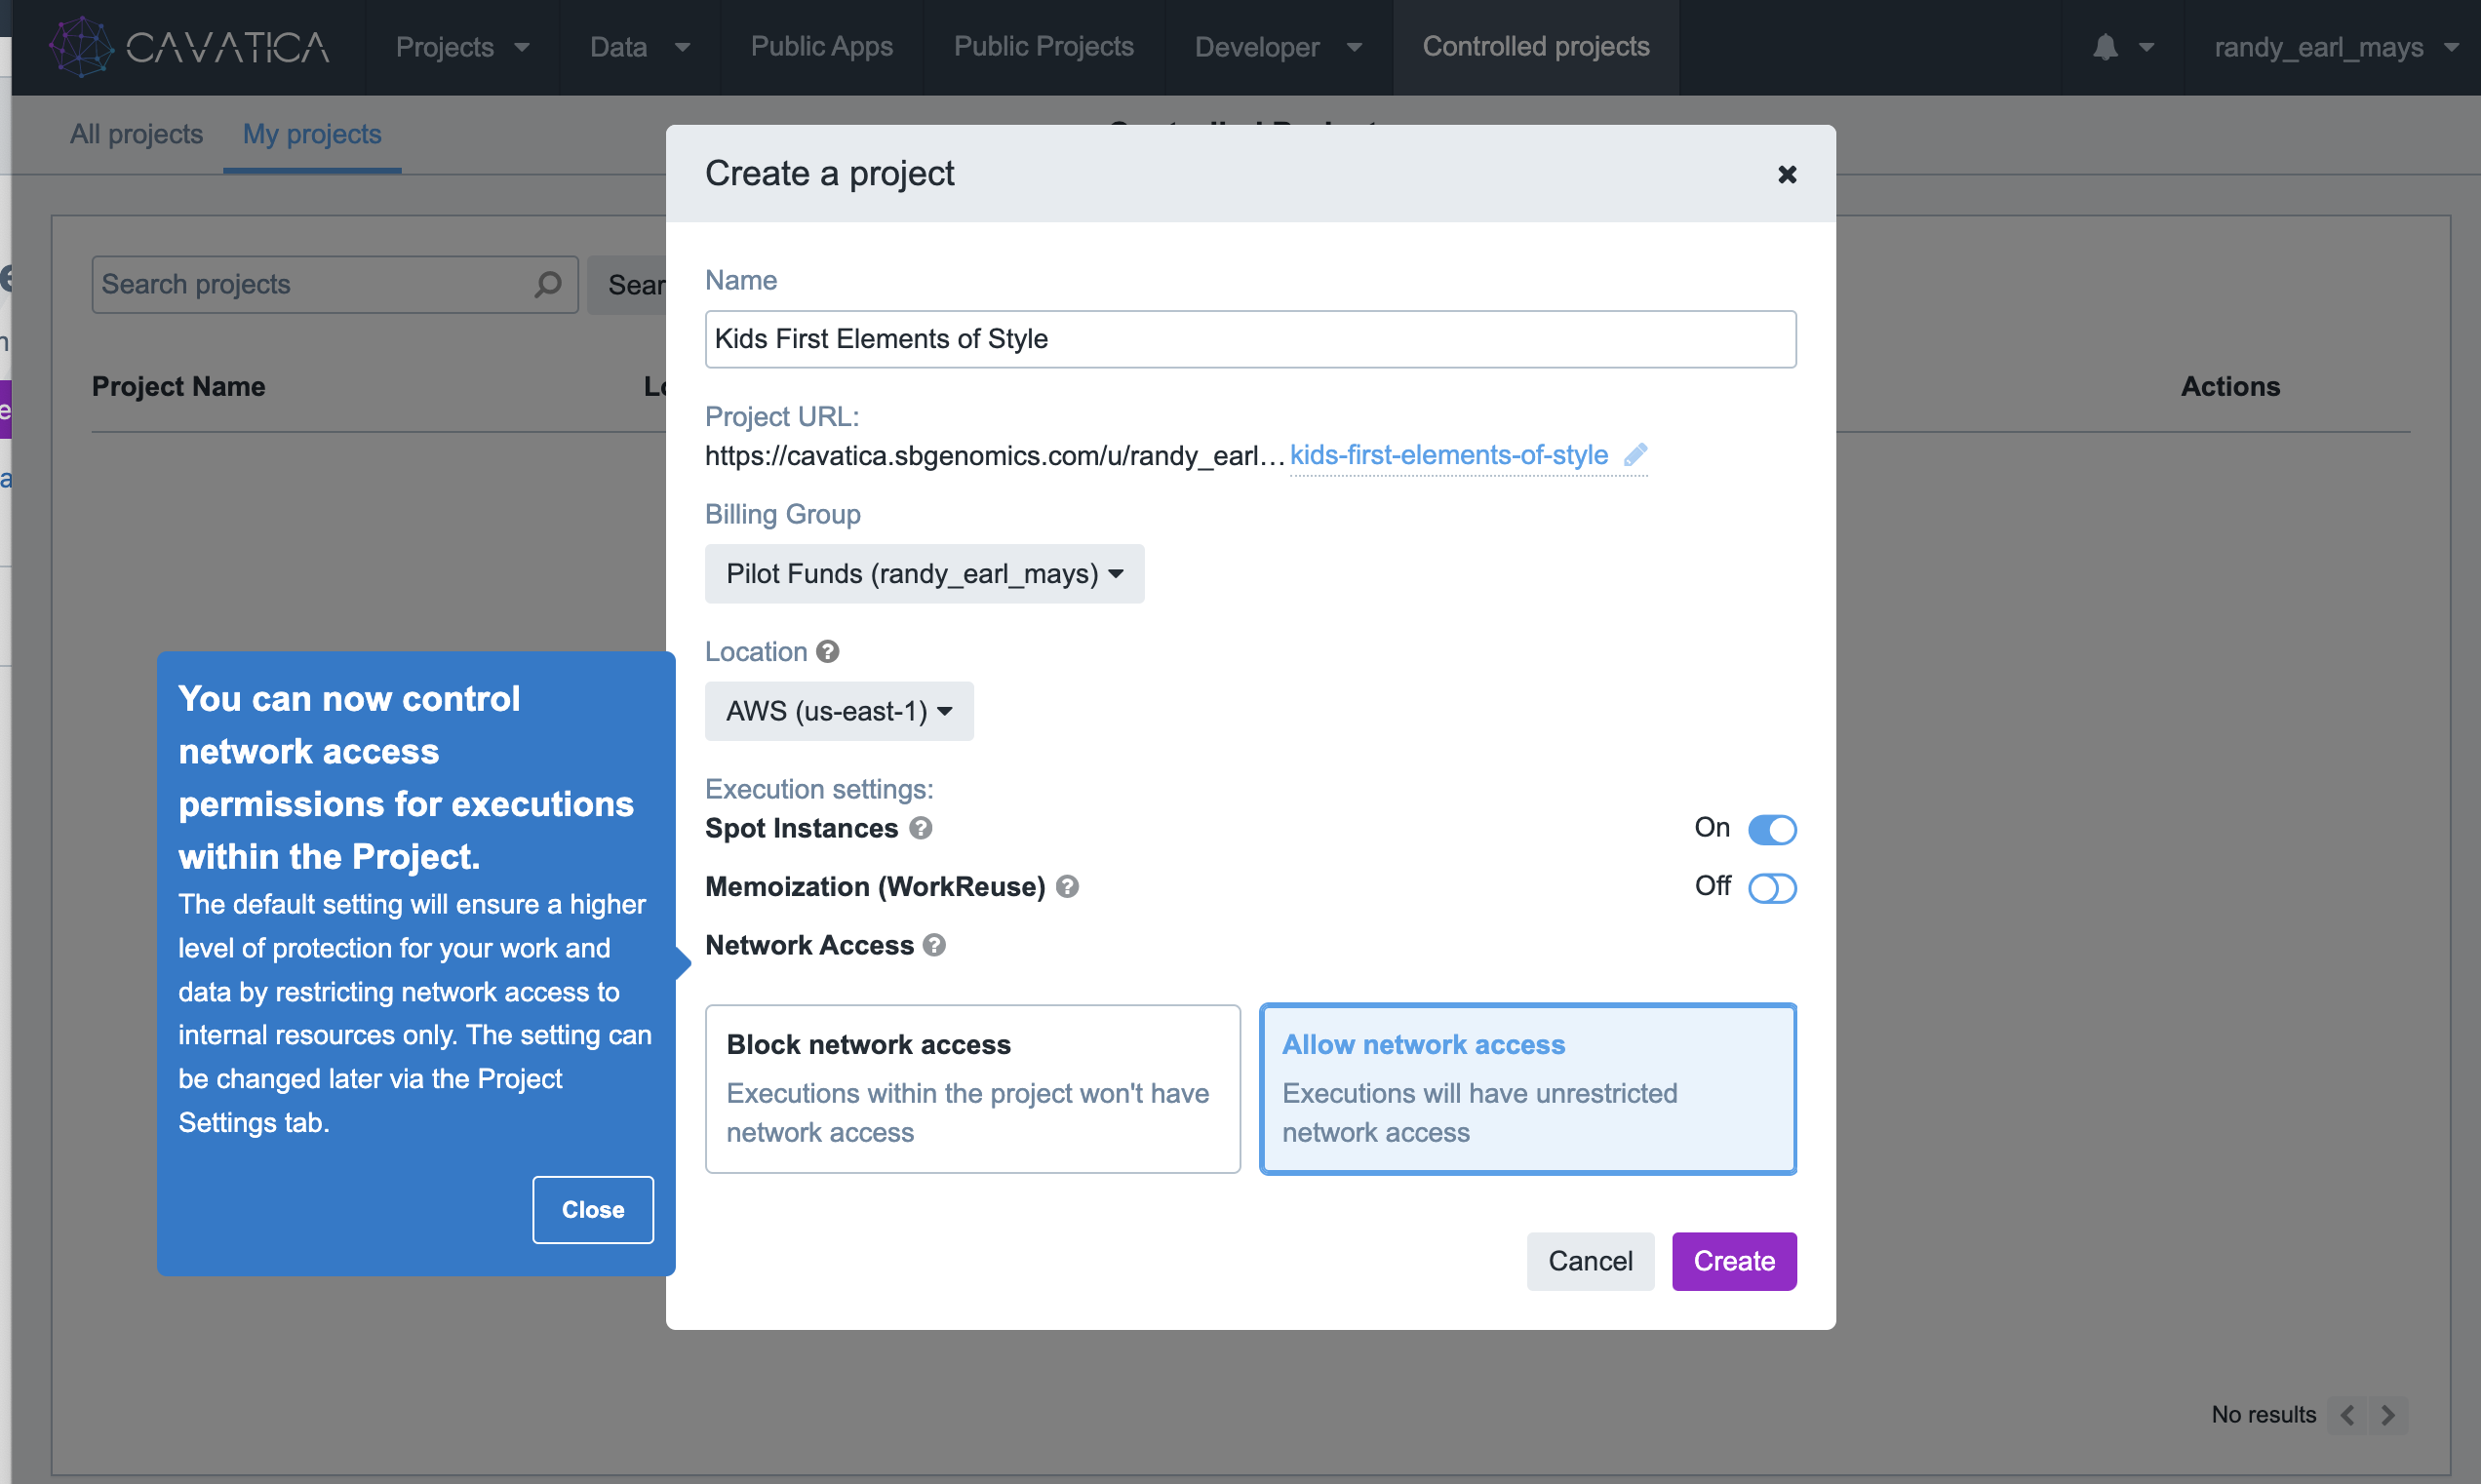 CAVATICA
Projects
Data
Public Apps
Public Projects
Developer
Controlled projects
randy_earl_mays
All projects
My projects
Search projects
Project Name
Actions
Create a project
Name
Kids First Elements of Style
Project URL:
https://cavatica.sbgenomics.com/u/randy_earl… kids-first-elements-of-style
Billing Group
Pilot Funds (randy_earl_mays)
Location
AWS (us-east-1)
Execution settings:
Spot Instances
On
Memoization (WorkReuse)
Off
Network Access
Block network access
Executions within the project won't have
network access
Allow network access
Executions will have unrestricted
network access
Cancel
Create
You can now control
network access
permissions for executions
within the Project.
The default setting will ensure a higher
level of protection for your work and
data by restricting network access to
internal resources only. The setting can
be changed later via the Project
Settings tab.
Close
No results